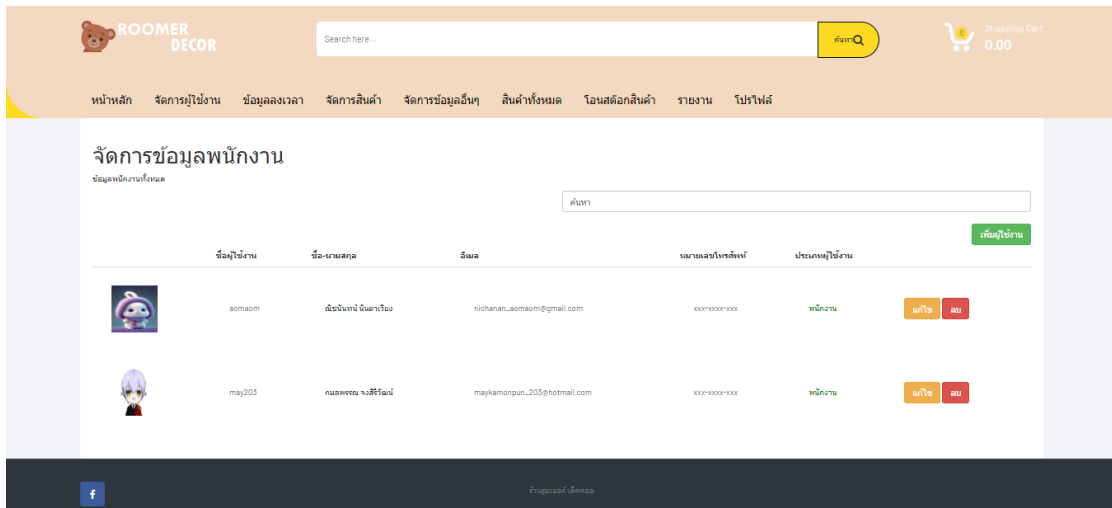 ROOMER
DECOR
Search here...
ค้นหา
0
Shopping Cart
0.00
หน้าหลัก จัดการผู้ใช้งาน ข้อมูลลงเวลา จัดการสินค้า จัดการข้อมูลอื่นๆ สินค้าทั้งหมด โอนสต๊อกสินค้า รายงาน โปรไฟล์
จัดการข้อมูลพนักงาน
ข้อมูลพนักงานทั้งหมด
ค้นหา
เพิ่มผู้ใช้งาน
ชื่อผู้ใช้งาน ชื่อ-นามสกุล อีเมล หมายเลขโทรศัพท์ ประเภทผู้ใช้งาน
aomaom ณิชนันทน์ นันตาเวียง nichanan_aomaom@gmail.com xxx-xxxx-xxx พนักงาน แก้ไข ลบ
may203 กมลพรรณ จงสิริวัฒน์ maykamonpun_203@hotmail.com xxx-xxxx-xxx พนักงาน แก้ไข ลบ
f
ร้านรูมเมอร์ เด็คคอล